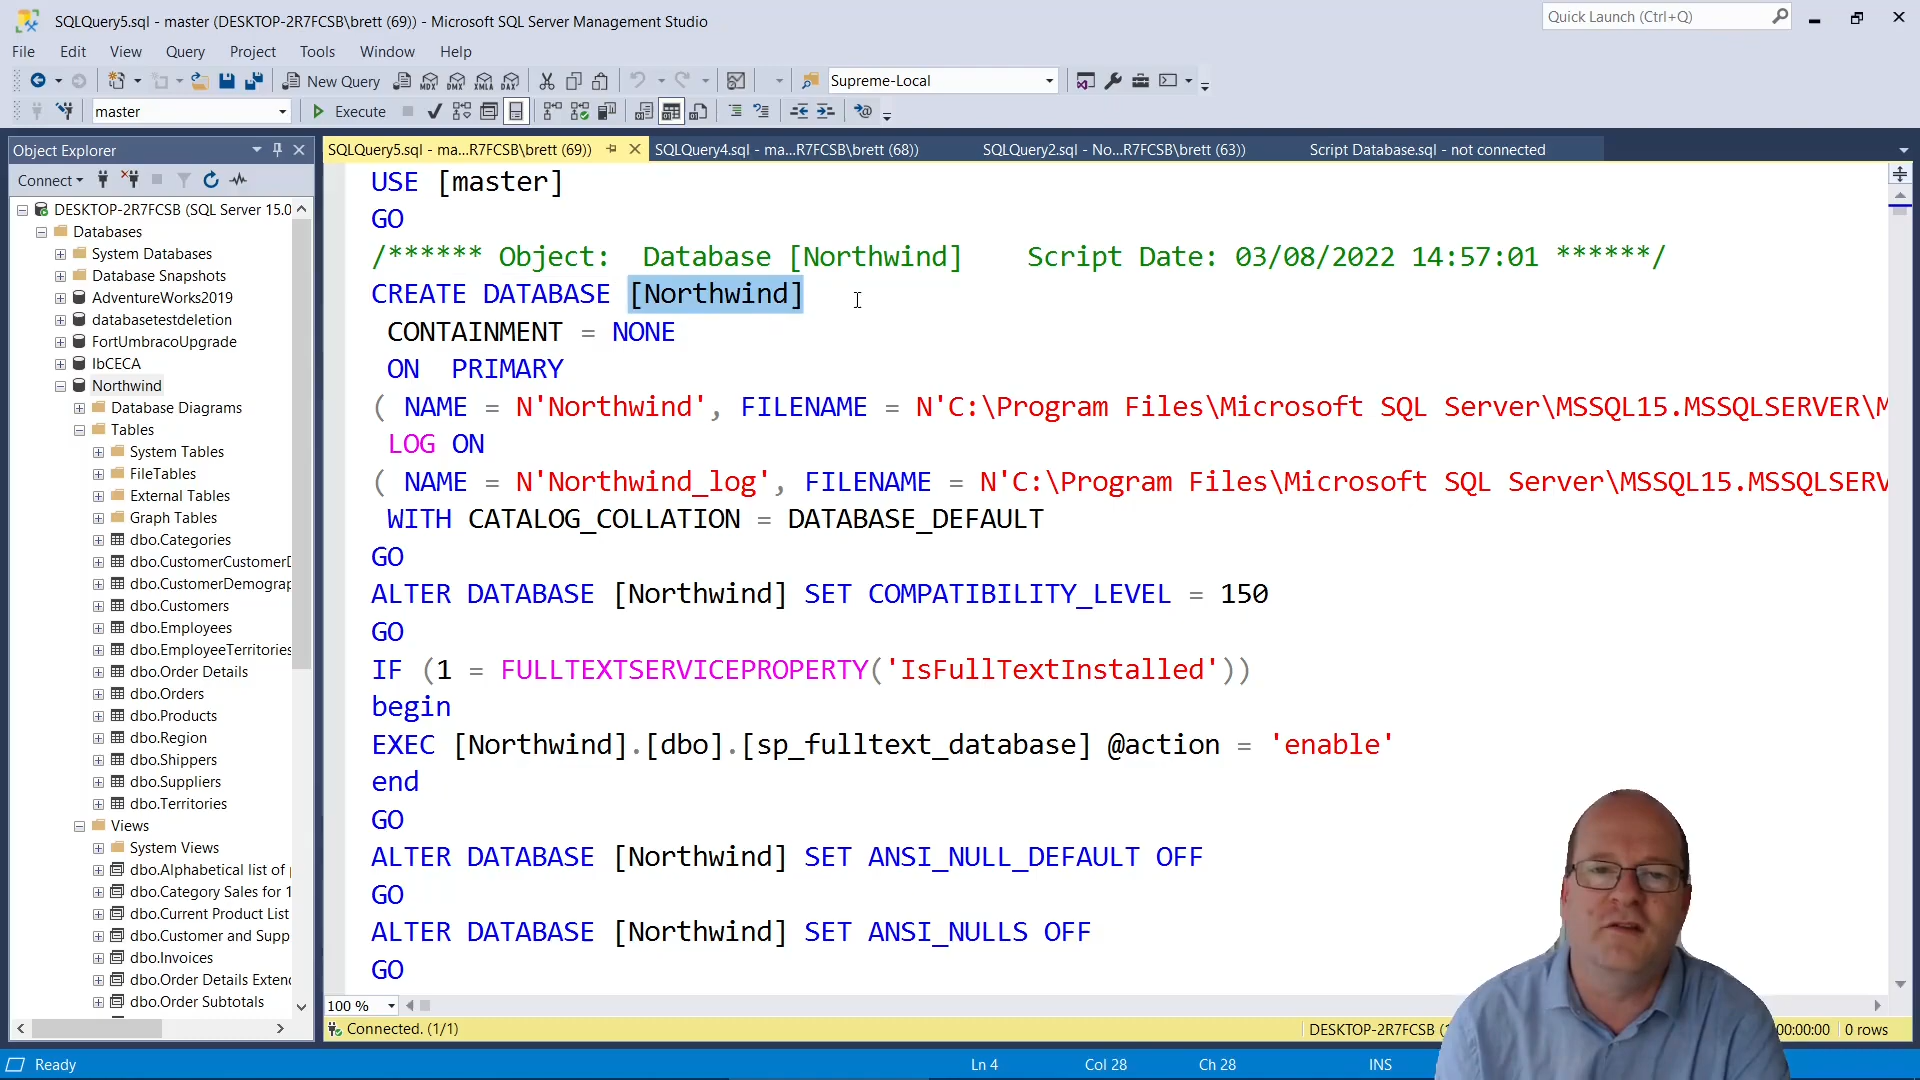 SQLQuery5.sql - master (DESKTOP-2R7FCSB\brett (69)) - Microsoft SQL Server Management Studio
Quick Launch (Ctrl+Q)
File Edit View Query Project Tools Window Help
New Query MDX DMX XMLA DAX Supreme-Local
master Execute
Object Explorer
SQLQuery5.sql - ma...R7FCSB\brett (69)) SQLQuery4.sql - ma...R7FCSB\brett (68)) SQLQuery2.sql - No...R7FCSB\brett (63)) Script Database.sql - not connected
Connect
DESKTOP-2R7FCSB (SQL Server 15.0
Databases
System Databases
Database Snapshots
AdventureWorks2019
databasetestdeletion
FortUmbracoUpgrade
IbCECA
Northwind
Database Diagrams
Tables
System Tables
FileTables
External Tables
Graph Tables
dbo.Categories
dbo.CustomerCustomerD
dbo.CustomerDemograp
dbo.Customers
dbo.Employees
dbo.EmployeeTerritories
dbo.Order Details
dbo.Orders
dbo.Products
dbo.Region
dbo.Shippers
dbo.Suppliers
dbo.Territories
Views
System Views
dbo.Alphabetical list of p
dbo.Category Sales for 1
dbo.Current Product List
dbo.Customer and Supp
dbo.Invoices
dbo.Order Details Exten
dbo.Order Subtotals
USE [master]
GO
/****** Object:  Database [Northwind]    Script Date: 03/08/2022 14:57:01 ******/
CREATE DATABASE [Northwind]
CONTAINMENT = NONE
ON  PRIMARY
( NAME = N'Northwind', FILENAME = N'C:\Program Files\Microsoft SQL Server\MSSQL15.MSSQLSERVER\M
LOG ON
( NAME = N'Northwind_log', FILENAME = N'C:\Program Files\Microsoft SQL Server\MSSQL15.MSSQLSERV
WITH CATALOG_COLLATION = DATABASE_DEFAULT
GO
ALTER DATABASE [Northwind] SET COMPATIBILITY_LEVEL = 150
GO
IF (1 = FULLTEXTSERVICEPROPERTY('IsFullTextInstalled'))
begin
EXEC [Northwind].[dbo].[sp_fulltext_database] @action = 'enable'
end
GO
ALTER DATABASE [Northwind] SET ANSI_NULL_DEFAULT OFF
GO
ALTER DATABASE [Northwind] SET ANSI_NULLS OFF
GO
100 %
Connected. (1/1) DESKTOP-2R7FCSB (1 00:00:00 0 rows
Ready Ln 4 Col 28 Ch 28 INS